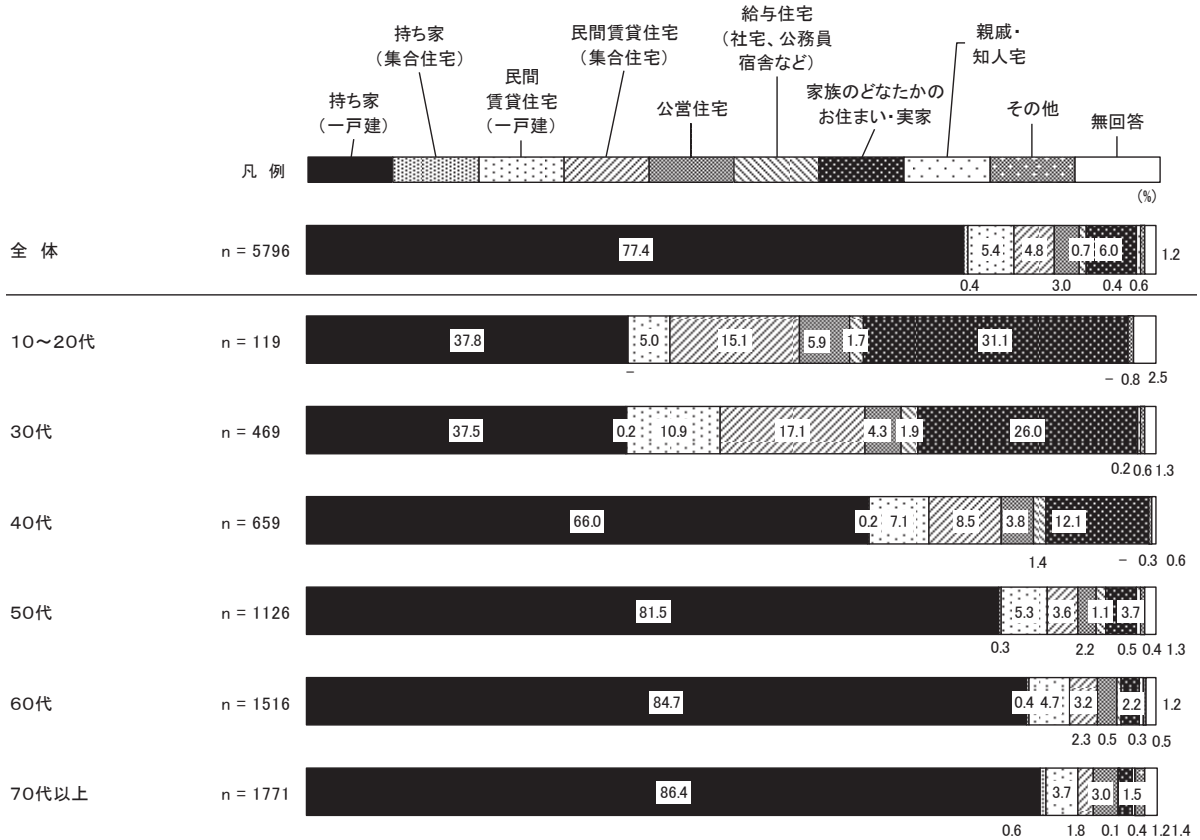 持ち家
（一戸建）
持ち家
（集合住宅）
民間
賃貸住宅
（一戸建）
民間賃貸住宅
（集合住宅）
公営住宅
給与住宅
（社宅、公務員
宿舎など）
家族のどなたかの
お住まい・実家
親戚・
知人宅
その他
無回答
凡 例
(%)
全 体 n = 5796 77.4 5.4 4.8 0.7 6.0 1.2
0.4 3.0 0.4 0.6
10～20代 n = 119 37.8 5.0 15.1 5.9 1.7 31.1
－ － 0.8 2.5
30代 n = 469 37.5 0.2 10.9 17.1 4.3 1.9 26.0
0.2 0.6 1.3
40代 n = 659 66.0 0.2 7.1 8.5 3.8 12.1
1.4 － 0.3 0.6
50代 n = 1126 81.5 5.3 3.6 1.1 3.7
0.3 2.2 0.5 0.4 1.3
60代 n = 1516 84.7 0.4 4.7 3.2 2.2 1.2
2.3 0.5 0.3 0.5
70代以上 n = 1771 86.4 3.7 3.0 1.5
0.6 1.8 0.1 0.4 1.2 1.4